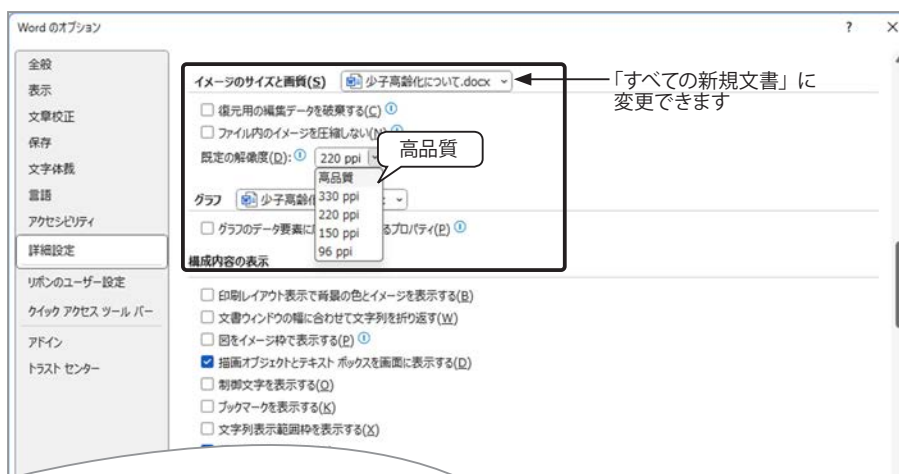 Word のオプション
?
×
全般
表示
文章校正
保存
文字体裁
言語
アクセシビリティ
詳細設定
リボンのユーザー設定
クイック アクセス ツール バー
アドイン
トラスト センター
イメージのサイズと画質(S) 少子高齢化について.docx
「すべての新規文書」に
変更できます
復元用の編集データを破棄する(C)
ファイル内のイメージを圧縮しない(N)
既定の解像度(D): 220 ppi
高品質
高品質
330 ppi
220 ppi
150 ppi
96 ppi
グラフ 少子高齢化
グラフのデータ要素に るプロパティ(P)
構成内容の表示
印刷レイアウト表示で背景の色とイメージを表示する(B)
文書ウィンドウの幅に合わせて文字列を折り返す(W)
図をイメージ枠で表示する(P)
描画オブジェクトとテキスト ボックスを画面に表示する(D)
制御文字を表示する(O)
ブックマークを表示する(K)
文字列表示範囲枠を表示する(X)